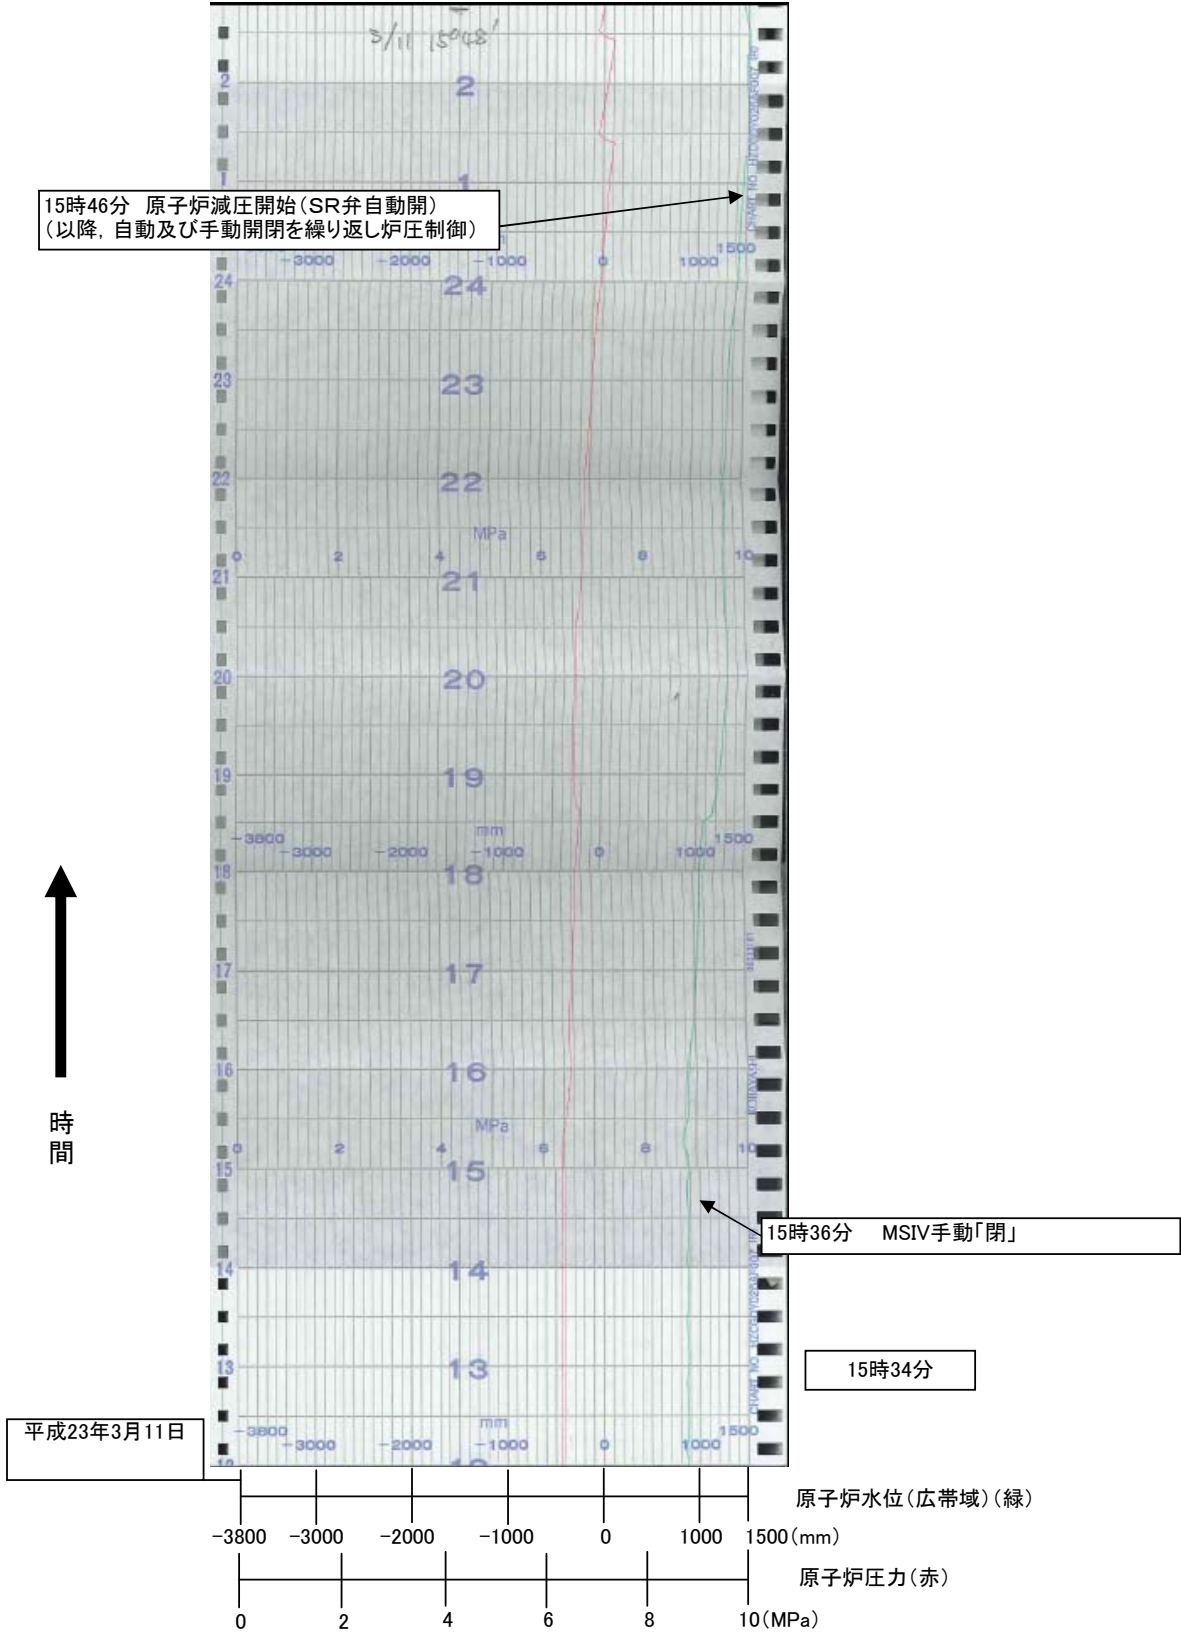 3/11 15°48'
2
2
1
1
15時46分 原子炉減圧開始（SR弁自動開）
（以降，自動及び手動開閉を繰り返し炉圧制御）
1500
-3000 -2000 -1000 0 1000
24
24
23
23
22
22
MPa
0 2 4 6 8 10
21
21
20
20
19
19
mm
-3800 1500
-3000 -2000 -1000 0 1000
18
18
17
17
16
16
MPa
0 2 4 6 8 10
15
15
15時36分 MSIV手動「閉」
14
14
13
13
15時34分
平成23年3月11日
mm
-3800 1500
-3000 -2000 -1000 0 1000
時
間
原子炉水位（広帯域）（緑）
-3800 -3000 -2000 -1000 0 1000 1500（mm）
原子炉圧力（赤）
0 2 4 6 8 10（MPa）